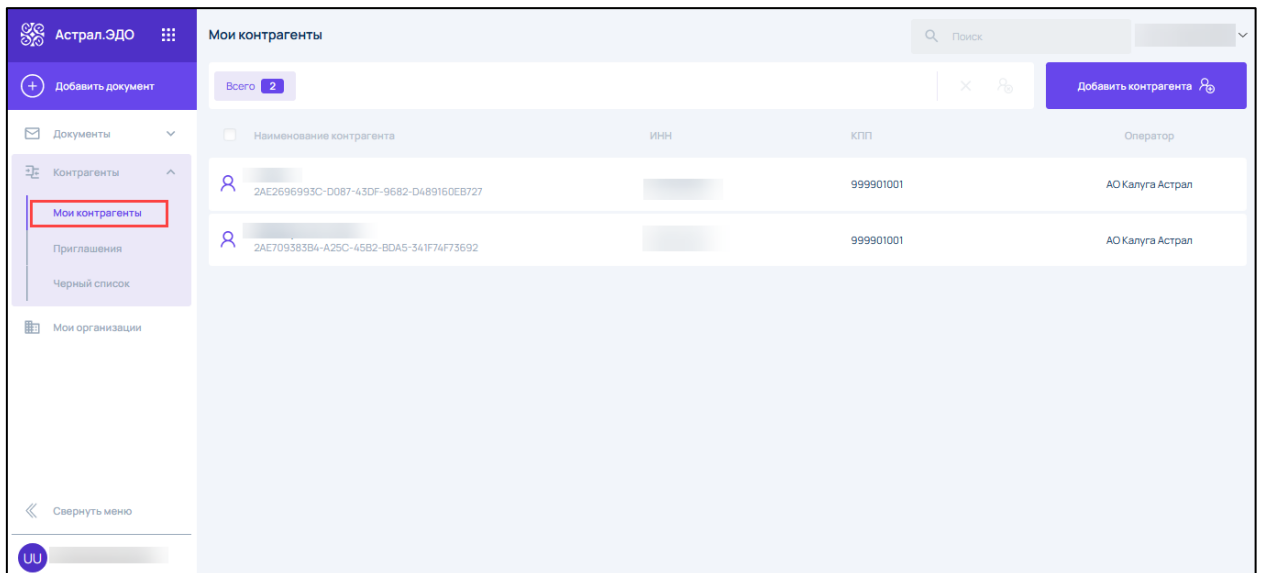 Астрал.ЭДО
Мои контрагенты
Поиск
Добавить документ
Всего 2
Добавить контрагента
Документы
Наименование контрагента ИНН КПП Оператор
Контрагенты
2AE2696993C-D087-43DF-9682-D489160EB727 999901001 АО Калуга Астрал
Мои контрагенты
2AE709383B4-A25C-45B2-BDA5-341F74F73692 999901001 АО Калуга Астрал
Приглашения
Черный список
Мои организации
Свернуть меню
UU